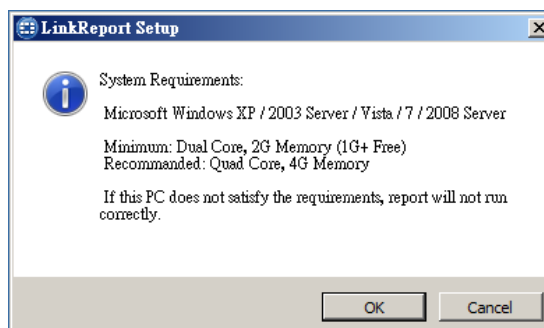 LinkReport Setup
System Requirements:
Microsoft Windows XP / 2003 Server / Vista / 7 / 2008 Server
Minimum: Dual Core, 2G Memory (1G+ Free)
Recommanded: Quad Core, 4G Memory
If this PC does not satisfy the requirements, report will not run
correctly.
OK
Cancel